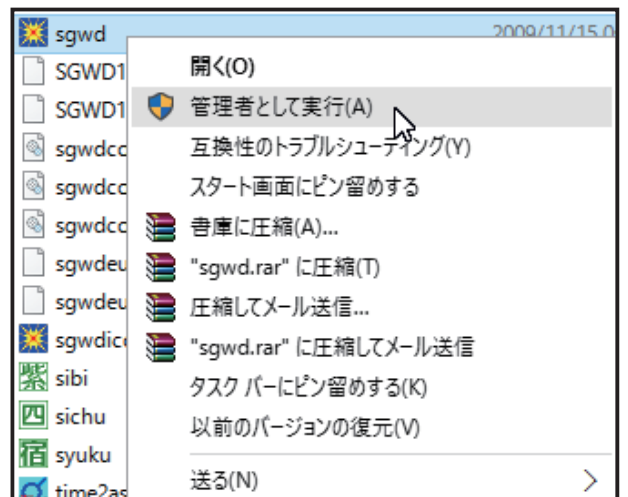 sgwd 2009/11/15 0
SGWD1
SGWD1
sgwdcc
sgwdcc
sgwdcc
sgwdeu
sgwdeu
sgwdic
sibi
sichu
syuku
time2as
開く(O)
管理者として実行(A)
互換性のトラブルシューティング(Y)
スタート画面にピン留めする
書庫に圧縮(A)...
"sgwd.rar" に圧縮(T)
圧縮してメール送信...
"sgwd.rar" に圧縮してメール送信
タスク バーにピン留めする(K)
以前のバージョンの復元(V)
送る(N)
紫
四
宿